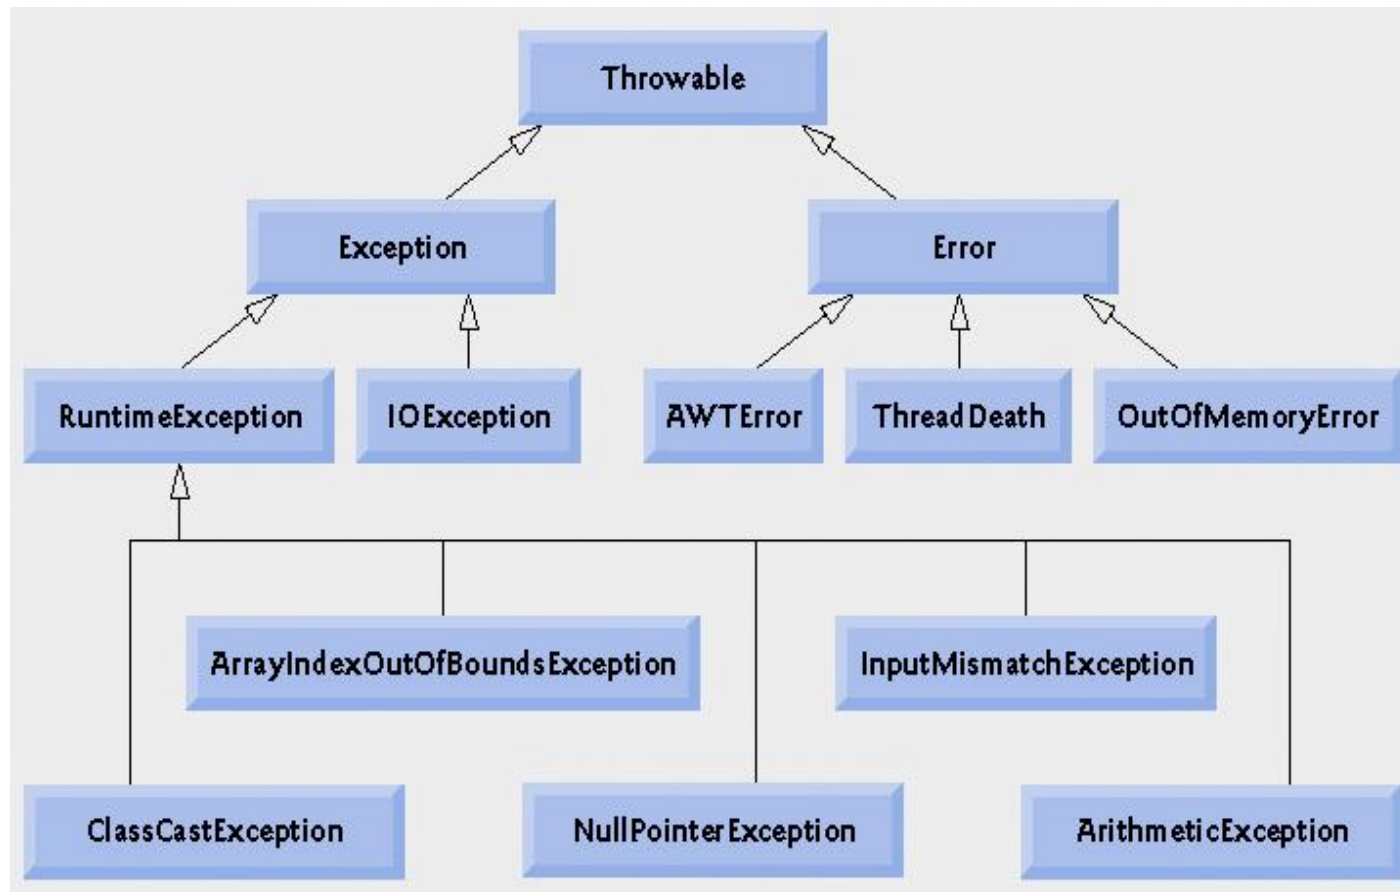 Throwable
Exception
Error
RuntimeException
IOException
AWTError
ThreadDeath
OutOfMemoryError
ArrayIndexOutOfBoundsException
InputMismatchException
ClassCastException
NullPointerException
ArithmeticException